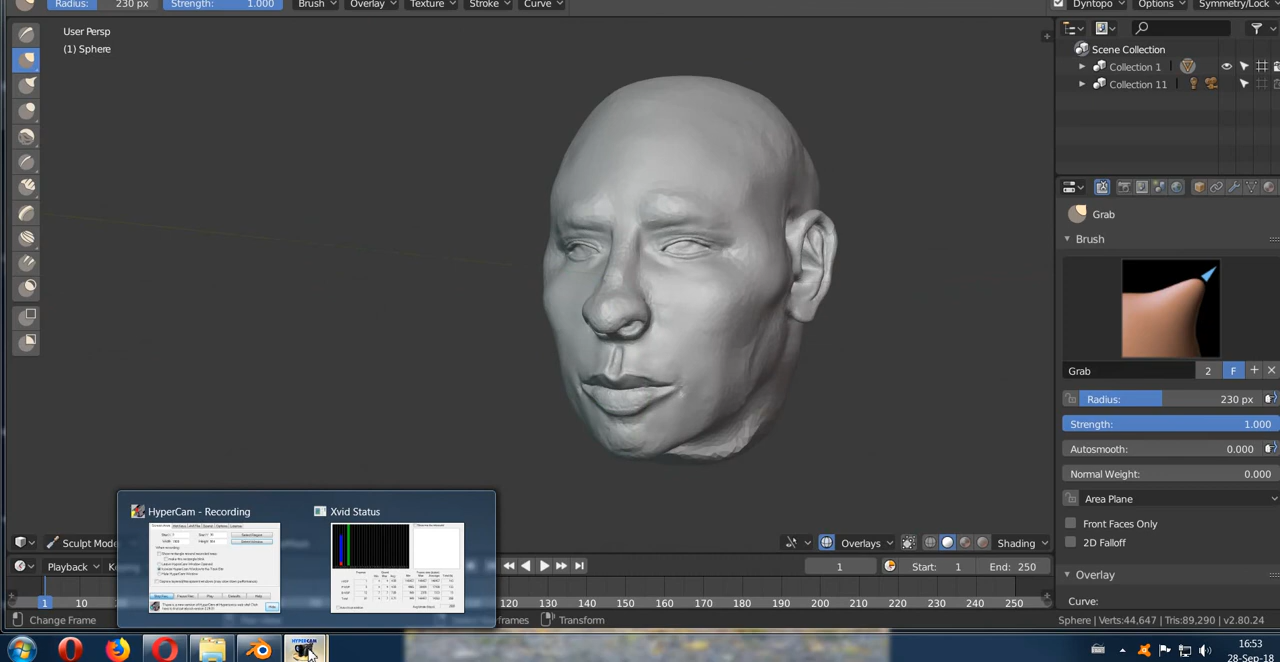 Radius: 230 px Strength: 1.000 Brush Overlay Texture Stroke Curve Dyntopo Options Symmetry/Lock
User Persp
(1) Sphere
Scene Collection
Collection 1
Collection 11
Grab
Brush
Grab 2 F
Radius: 230 px
Strength: 1.000
Autosmooth: 0.000
Normal Weight: 0.000
Area Plane
Front Faces Only
2D Falloff
Overlay
Curve:
HyperCam - Recording Xvid Status
Sculpt Mode Overlays Shading
Playback 1 Start: 1 End: 250
1 10 120 130 140 150 160 170 180 190 200 210 220 230 240 250
Change Frame Transform Sphere | Verts:44,647 | Tris:89,290 | v2.80.24
HYPERCAM
16:53
28-Sep-18